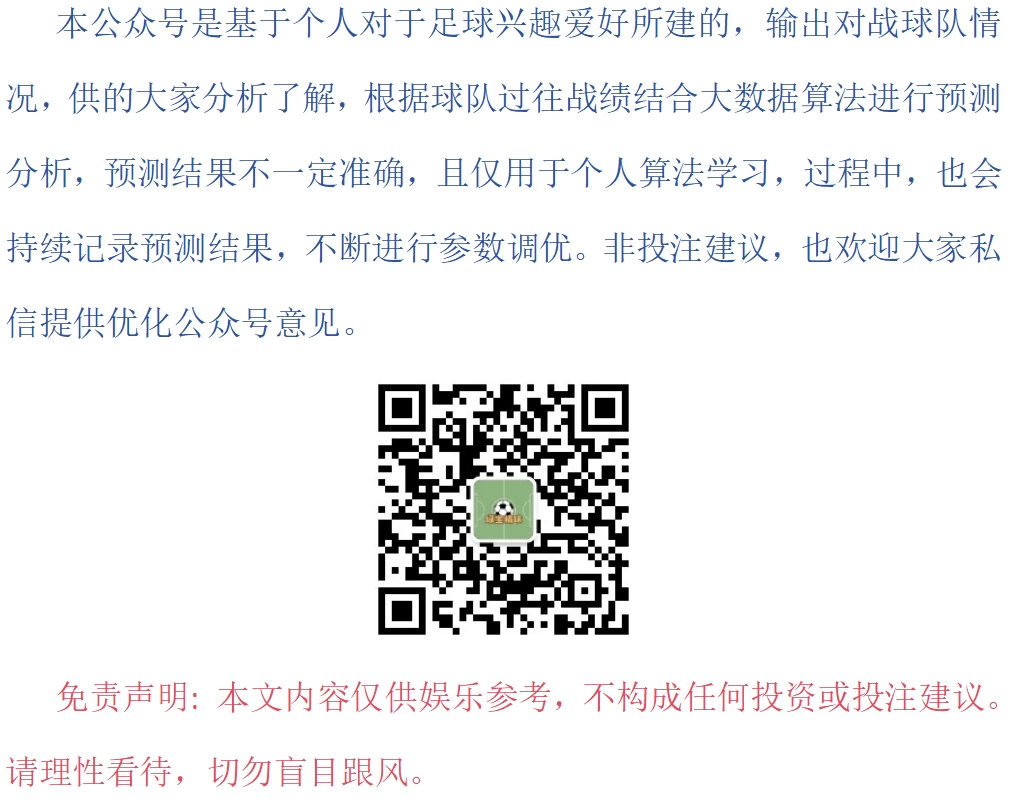 本公众号是基于个人对于足球兴趣爱好所建的，输出对战球队情
况，供的大家分析了解，根据球队过往战绩结合大数据算法进行预测
分析，预测结果不一定准确，且仅用于个人算法学习，过程中，也会
持续记录预测结果，不断进行参数调优。非投注建议，也欢迎大家私
信提供优化公众号意见。
免责声明: 本文内容仅供娱乐参考，不构成任何投资或投注建议。
请理性看待，切勿盲目跟风。